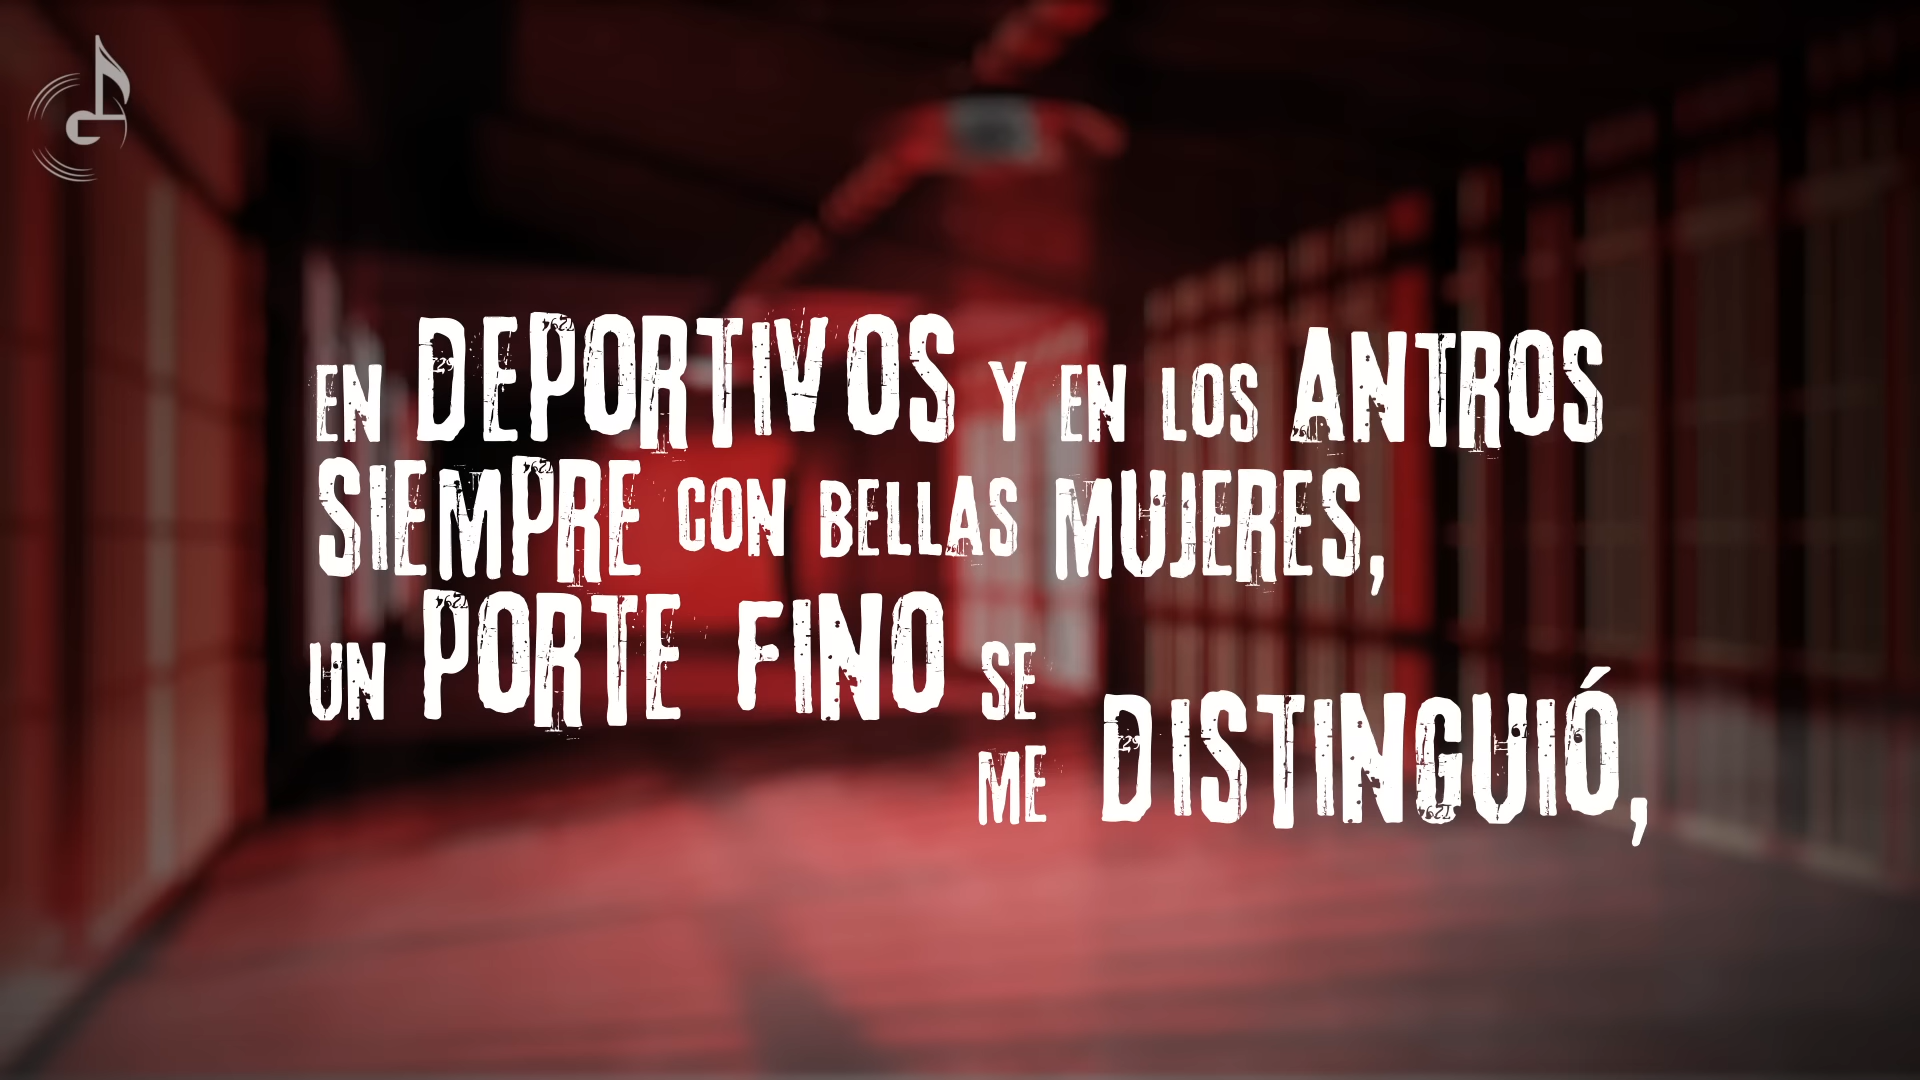 EN DEPORTIVOS Y EN LOS ANTROS
SIEMPRE CON BELLAS MUJERES,
UN PORTE FINO SE
ME DISTINGUIÓ,